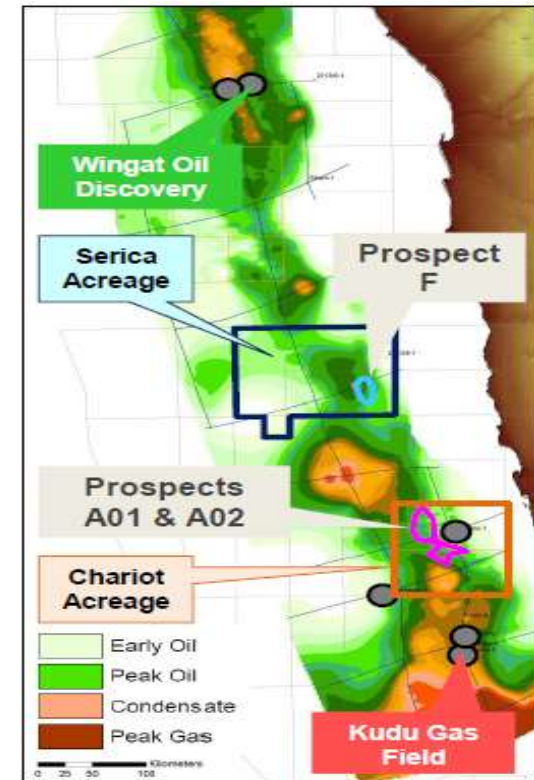 Wingat Oil
Discovery
Serica
Acreage
Prospect
F
Prospects
A01 & A02
Chariot
Acreage
Early Oil
Peak Oil
Condensate
Peak Gas
Kilometers
0 25 50 100
Kudu Gas
Field